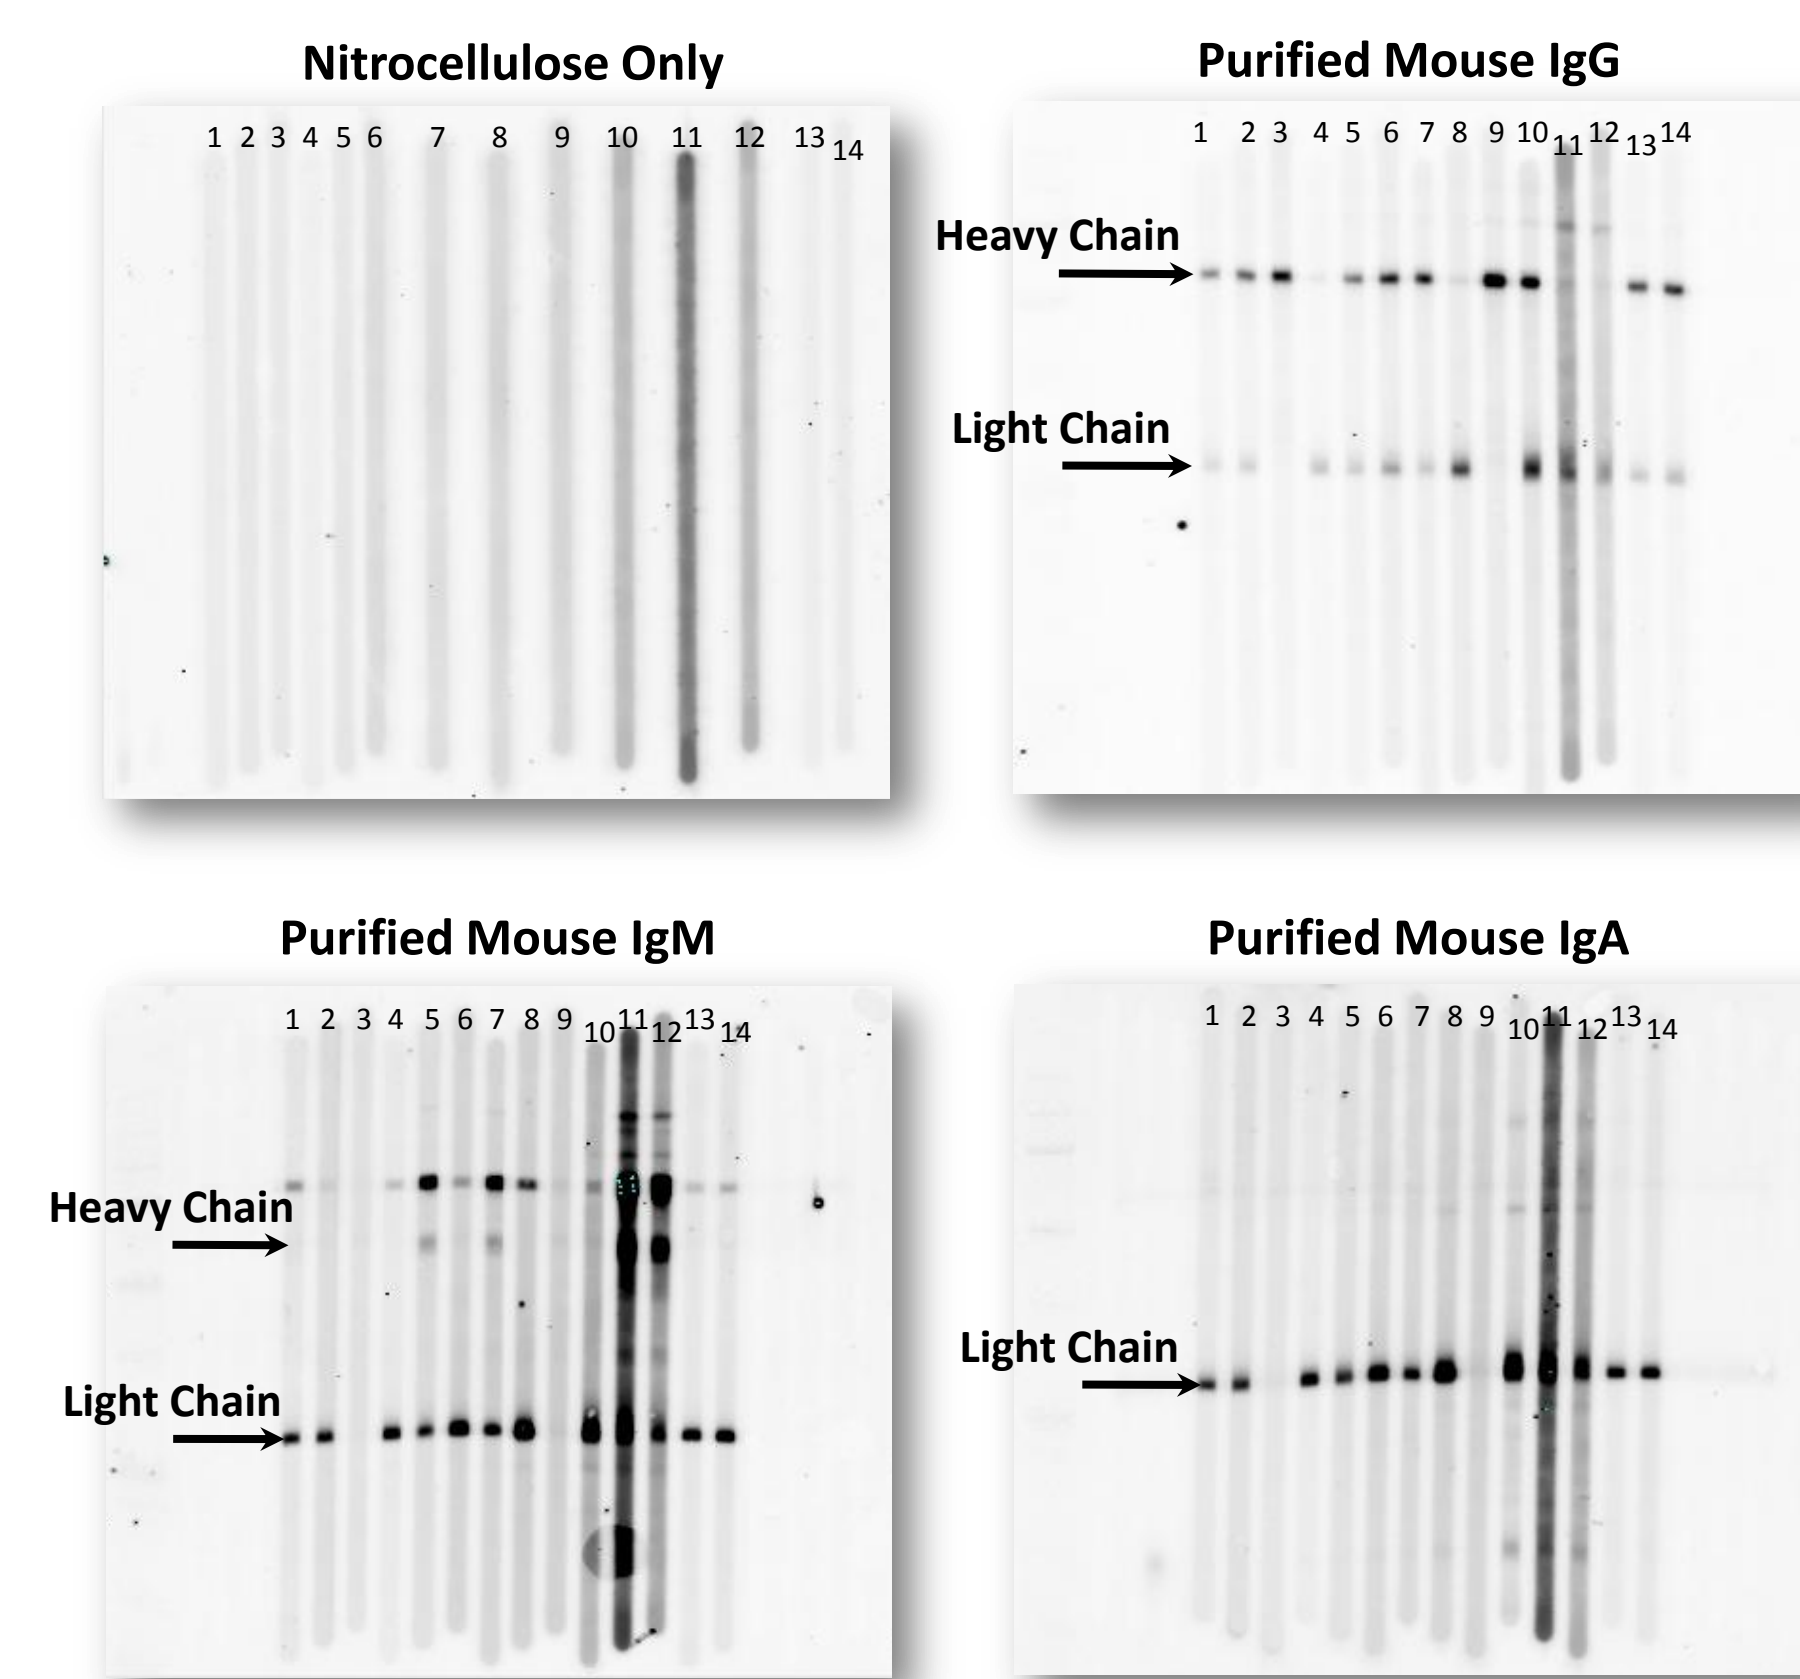 Nitrocellulose Only
1 2 3 4 5 6 7 8 9 10 11 12 13 14
Purified Mouse IgG
1 2 3 4 5 6 7 8 9 10 11 12 13 14
Heavy Chain
Light Chain
Purified Mouse IgM
1 2 3 4 5 6 7 8 9 10 11 12 13 14
Heavy Chain
Light Chain
Purified Mouse IgA
1 2 3 4 5 6 7 8 9 10 11 12 13 14
Light Chain